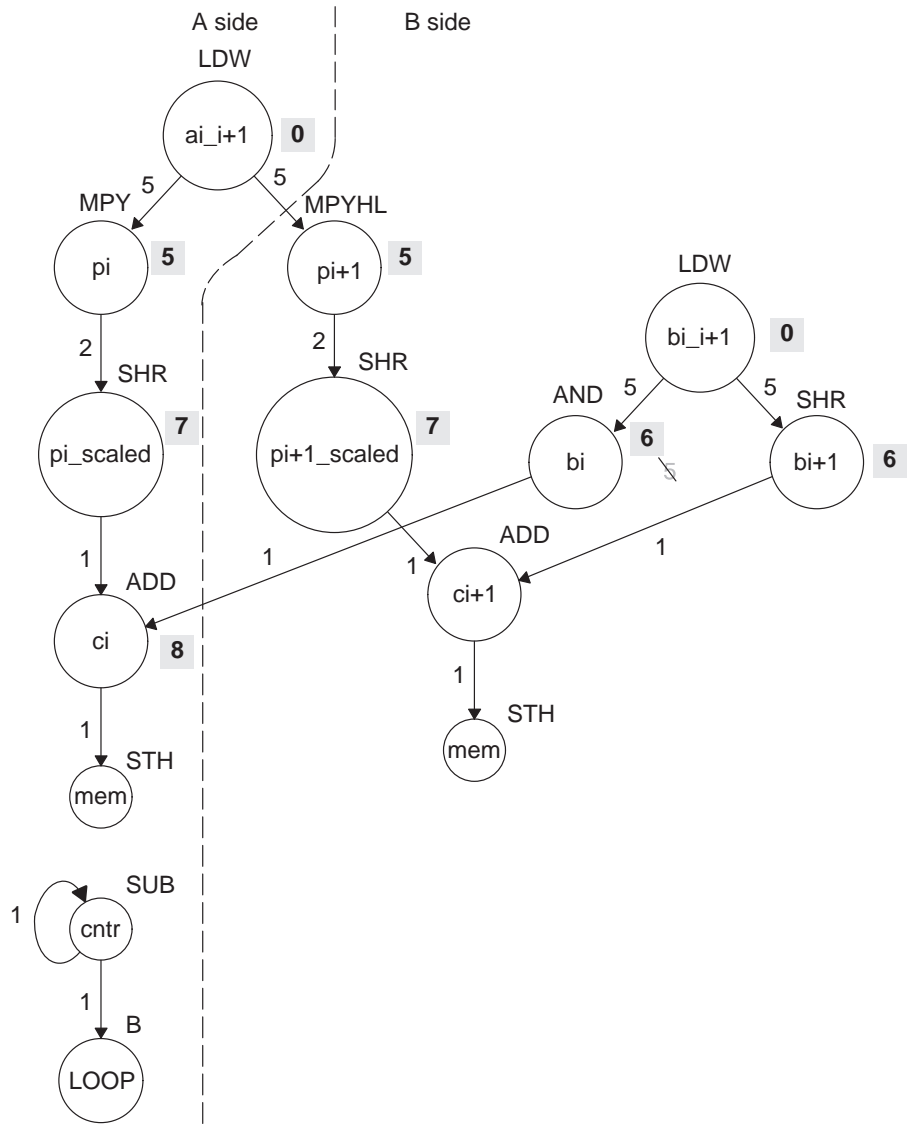 A side B side
LDW
ai_i+1 0
5 5
MPY MPYHL
pi 5 pi+1 5
LDW
bi_i+1 0
2 2
SHR SHR
5 5
AND SHR
pi_scaled 7 pi+1_scaled 7
bi 6 bi+1 6
5
1 1 1 1
ADD ADD
ci+1
ci 8
1 1
STH STH
mem mem
SUB
1 cntr
1
B
LOOP